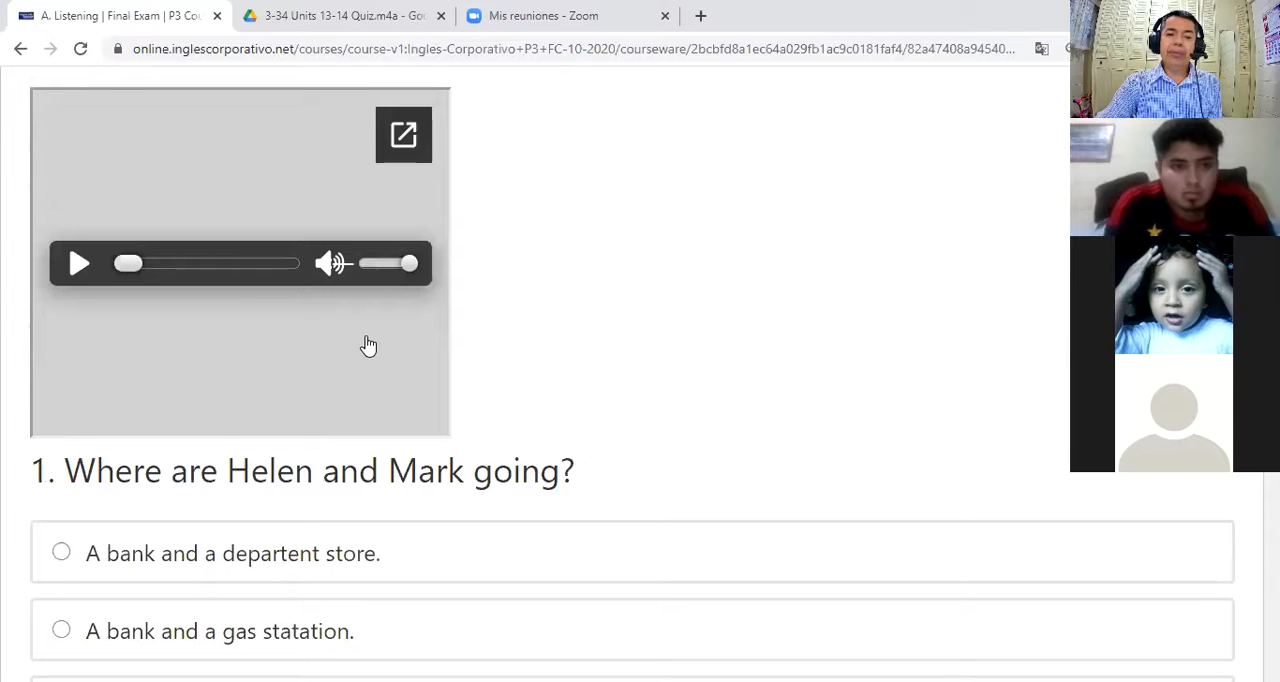 A. Listening | Final Exam | P3 Co
3-34 Units 13-14 Quiz.m4a - Go
Mis reuniones - Zoom
online.inglescorporativo.net/courses/course-v1:Ingles-Corporativo+P3+FC-10-2020/courseware/2bcbfd8a1ec64a029fb1ac9c0181faf4/82a47408a94540...
1. Where are Helen and Mark going?
A bank and a departent store.
A bank and a gas statation.